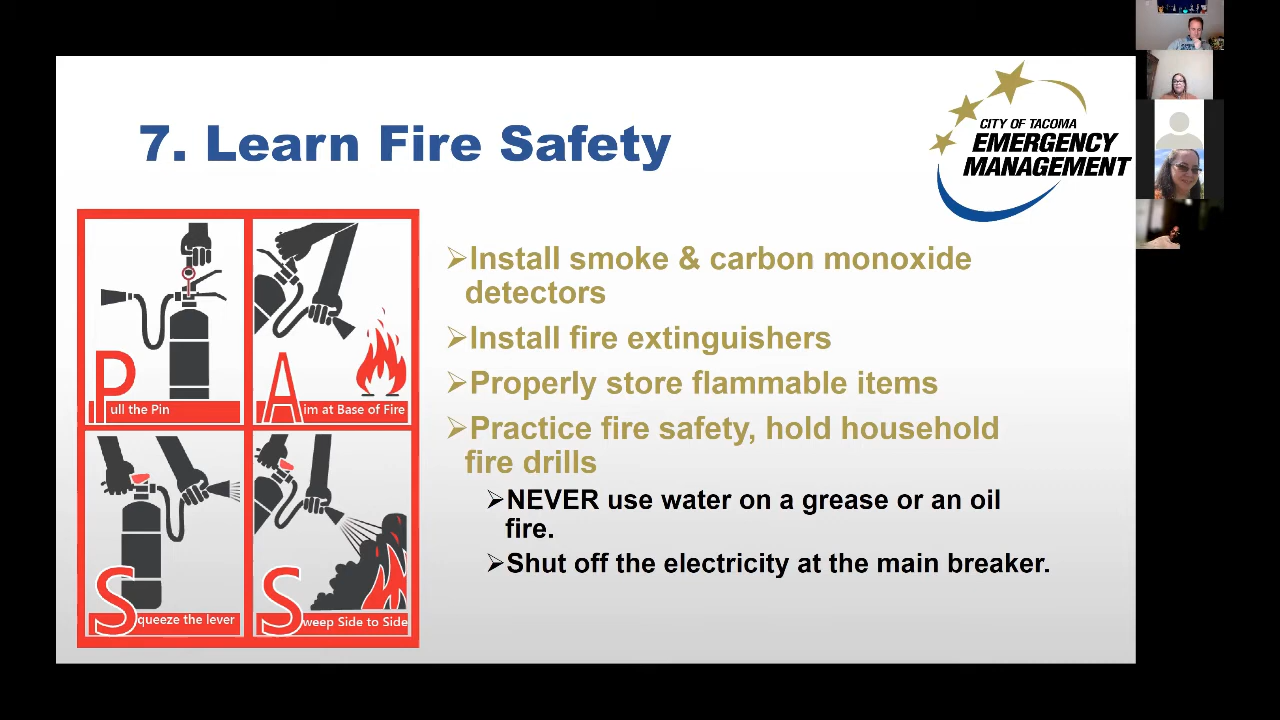 7. Learn Fire Safety
CITY OF TACOMA
EMERGENCY
MANAGEMENT
Pull the Pin
Aim at Base of Fire
Squeeze the lever
Sweep Side to Side
➢Install smoke & carbon monoxide
detectors
➢Install fire extinguishers
➢Properly store flammable items
➢Practice fire safety, hold household
fire drills
➢NEVER use water on a grease or an oil
fire.
➢Shut off the electricity at the main breaker.